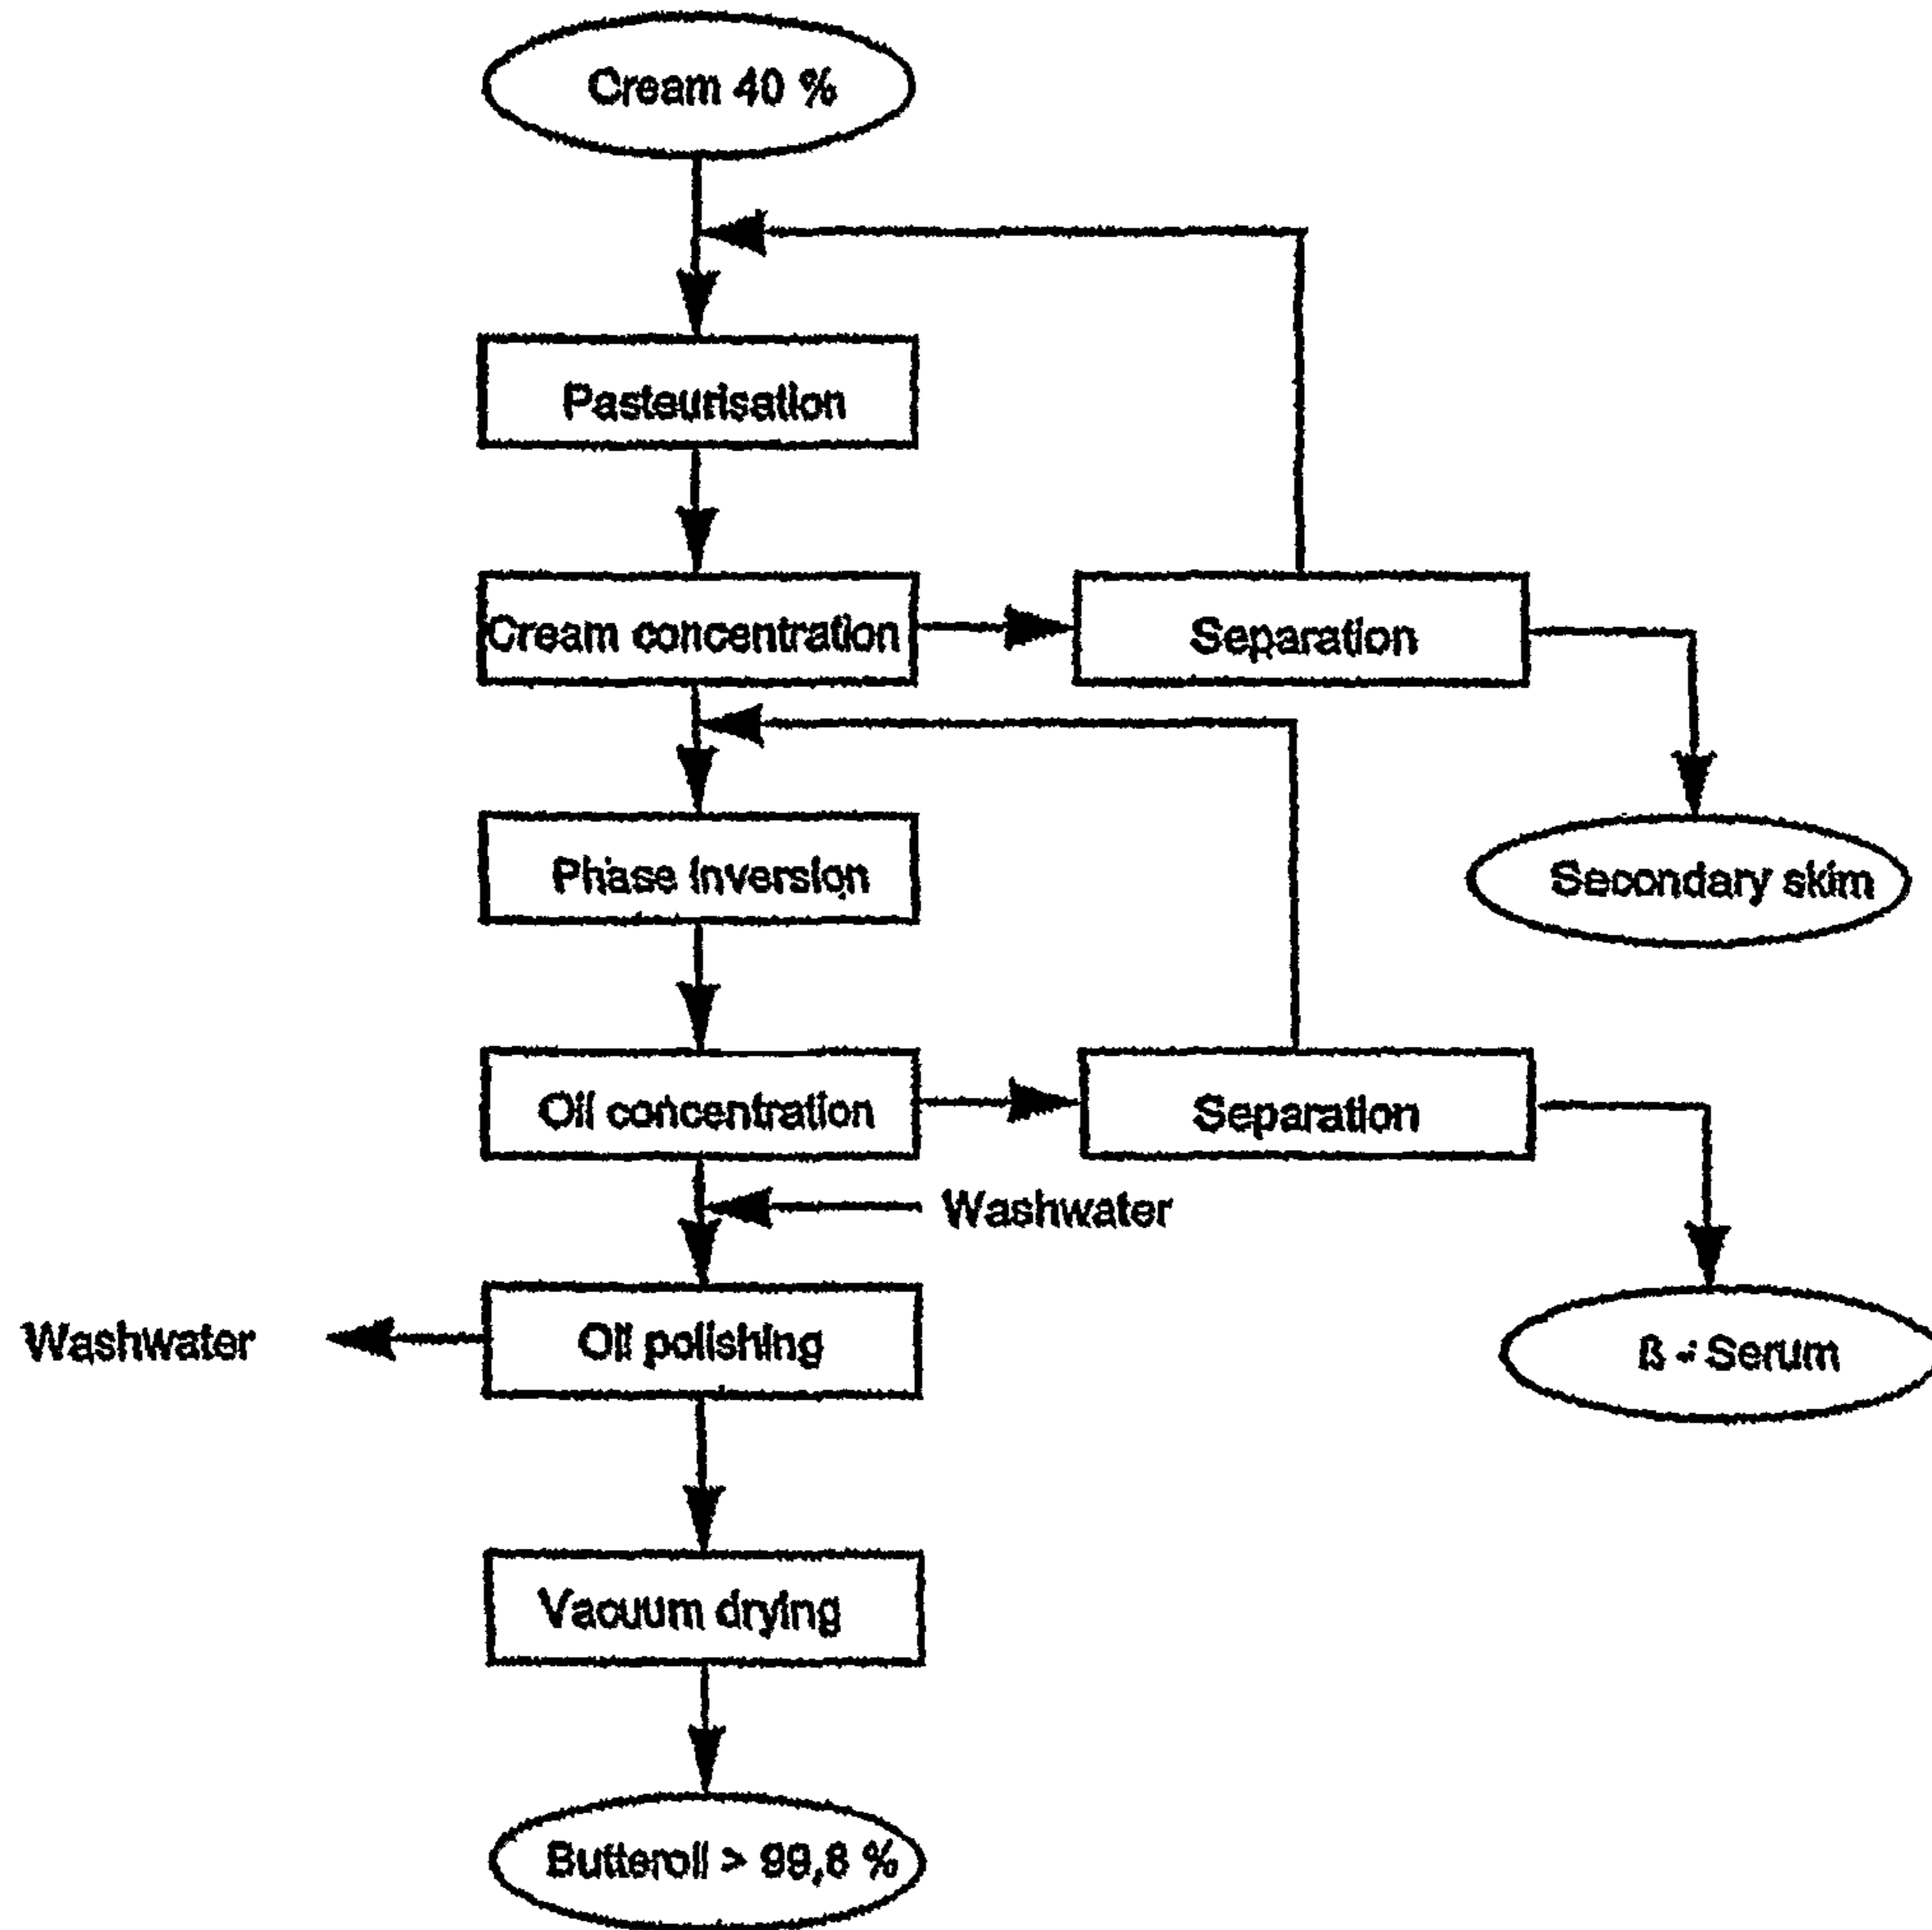 Cream 40 %
Pasteurisation
Cream concentration
Separation
Phase inversion
Secondary skim
Oil concentration
Separation
Washwater
Washwater
Oil polishing
ß - Serum
Vacuum drying
Butteroil > 99,8 %